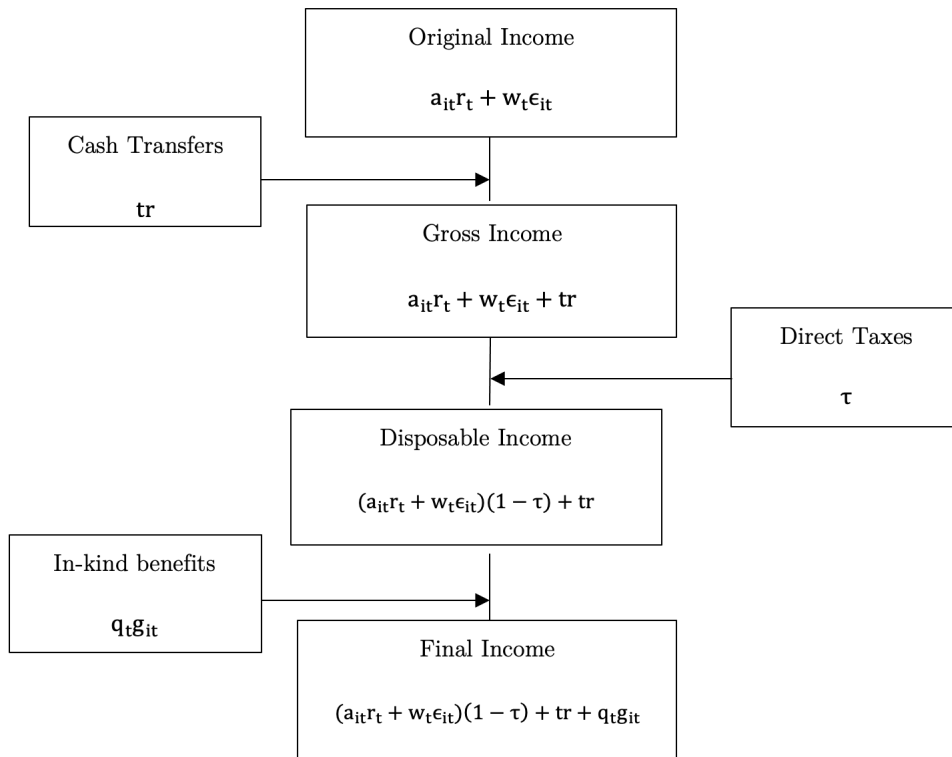 Original Income
a_it r_t + w_t ϵ_it
Cash Transfers
tr
Gross Income
a_it r_t + w_t ϵ_it + tr
Direct Taxes
τ
Disposable Income
(a_it r_t + w_t ϵ_it)(1 − τ) + tr
In-kind benefits
q_t g_it
Final Income
(a_it r_t + w_t ϵ_it)(1 − τ) + tr + q_t g_it